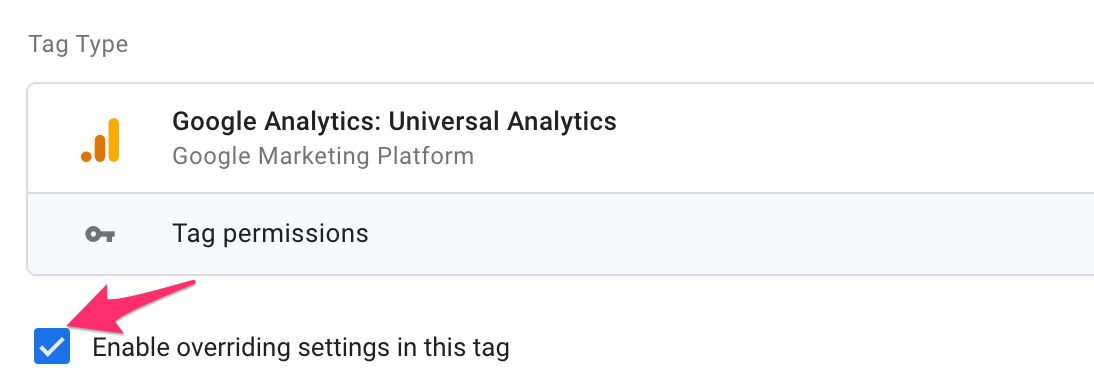 Tag Type
Google Analytics: Universal Analytics
Google Marketing Platform
Tag permissions
Enable overriding settings in this tag